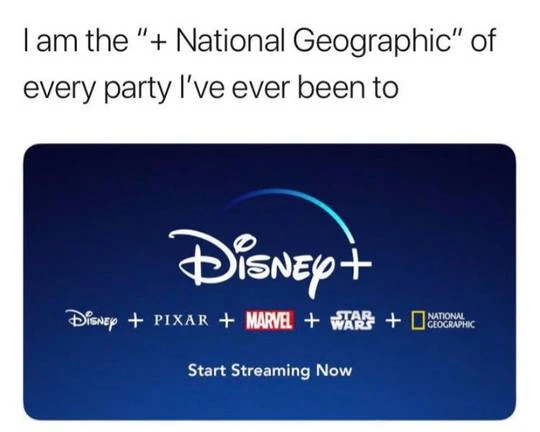 I am the "+ National Geographic" of
every party I've ever been to
Disney+
Disney + PIXAR + MARVEL + STAR WARS + NATIONAL GEOGRAPHIC
Start Streaming Now